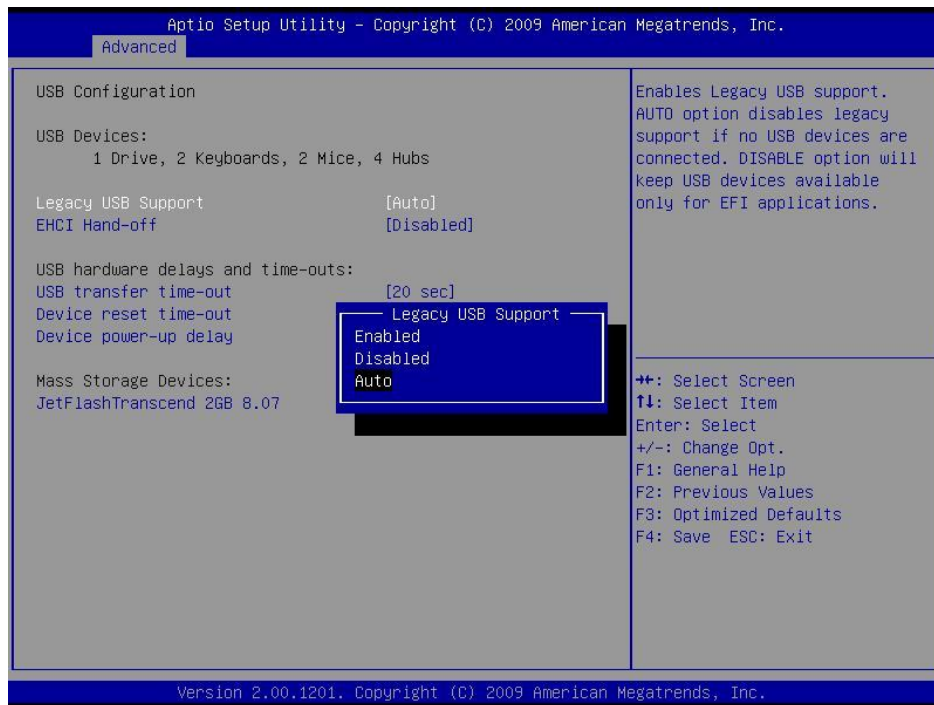 Aptio Setup Utility – Copyright (C) 2009 American Megatrends, Inc.
Advanced
USB Configuration
USB Devices:
1 Drive, 2 Keyboards, 2 Mice, 4 Hubs
Legacy USB Support [Auto]
EHCI Hand-off [Disabled]
USB hardware delays and time-outs:
USB transfer time-out [20 sec]
Device reset time-out
Device power-up delay
Mass Storage Devices:
JetFlashTranscend 2GB 8.07
Legacy USB Support
Enabled
Disabled
Auto
Enables Legacy USB support.
AUTO option disables legacy
support if no USB devices are
connected. DISABLE option will
keep USB devices available
only for EFI applications.
→←: Select Screen
↑↓: Select Item
Enter: Select
+/-: Change Opt.
F1: General Help
F2: Previous Values
F3: Optimized Defaults
F4: Save ESC: Exit
Version 2.00.1201. Copyright (C) 2009 American Megatrends, Inc.